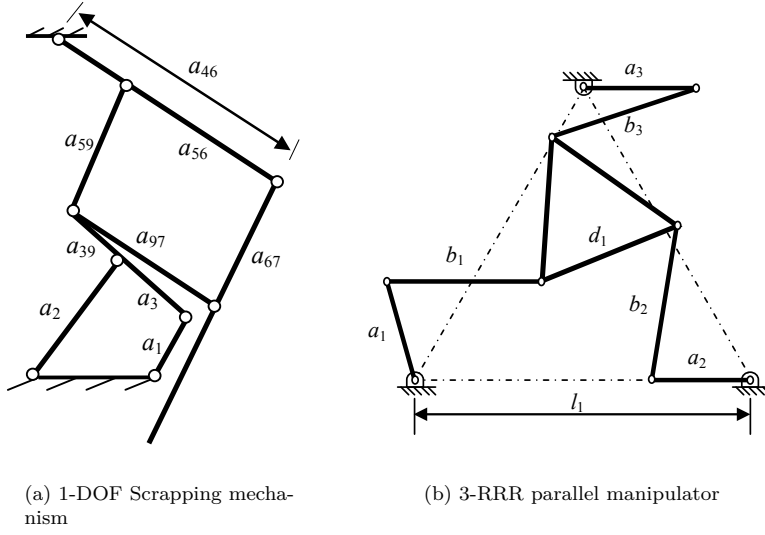 a46
a59
a56
a97
a39
a67
a2
a3
a1
(a) 1-DOF Scrapping mecha-
nism
a3
b3
d1
b1
b2
a1
a2
l1
(b) 3-RRR parallel manipulator